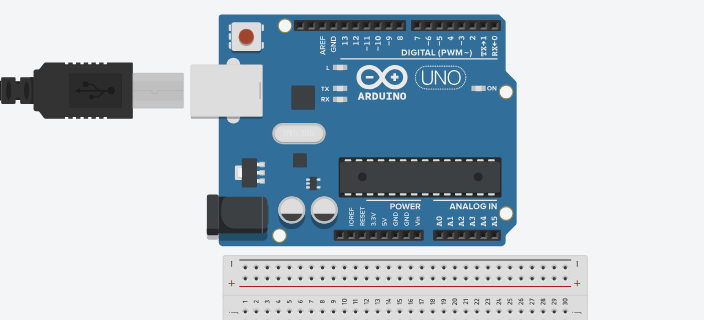 AREF
GND
13
12
~11
~10
~9
8
7
~6
~5
4
~3
2
TX→1
RX←0
DIGITAL (PWM~)
L
TX
RX
UNO
ON
ARDUINO
POWER
ANALOG IN
IOREF
RESET
3.3V
5V
GND
GND
Vin
A0
A1
A2
A3
A4
A5
1 2 3 4 5 6 7 8 9 10 11 12 13 14 15 16 17 18 19 20 21 22 23 24 25 26 27 28 29 30